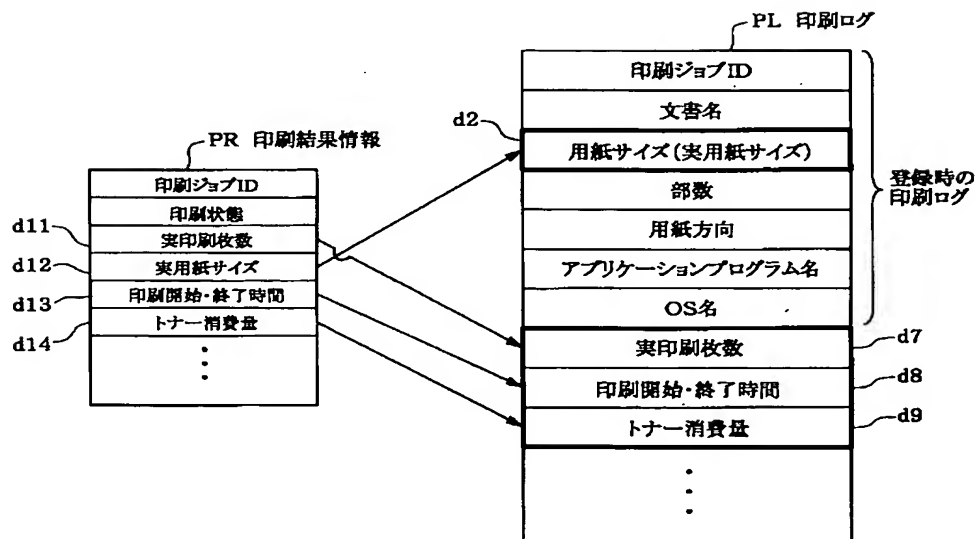 PL 印刷ログ
印刷ジョブID
文書名
d2
用紙サイズ(実用紙サイズ)
部数
用紙方向
アプリケーションプログラム名
OS名
登録時の
印刷ログ
実印刷枚数
d7
印刷開始・終了時間
d8
トナー消費量
d9
PR 印刷結果情報
印刷ジョブID
印刷状態
d11
実印刷枚数
d12
実用紙サイズ
d13
印刷開始・終了時間
d14
トナー消費量